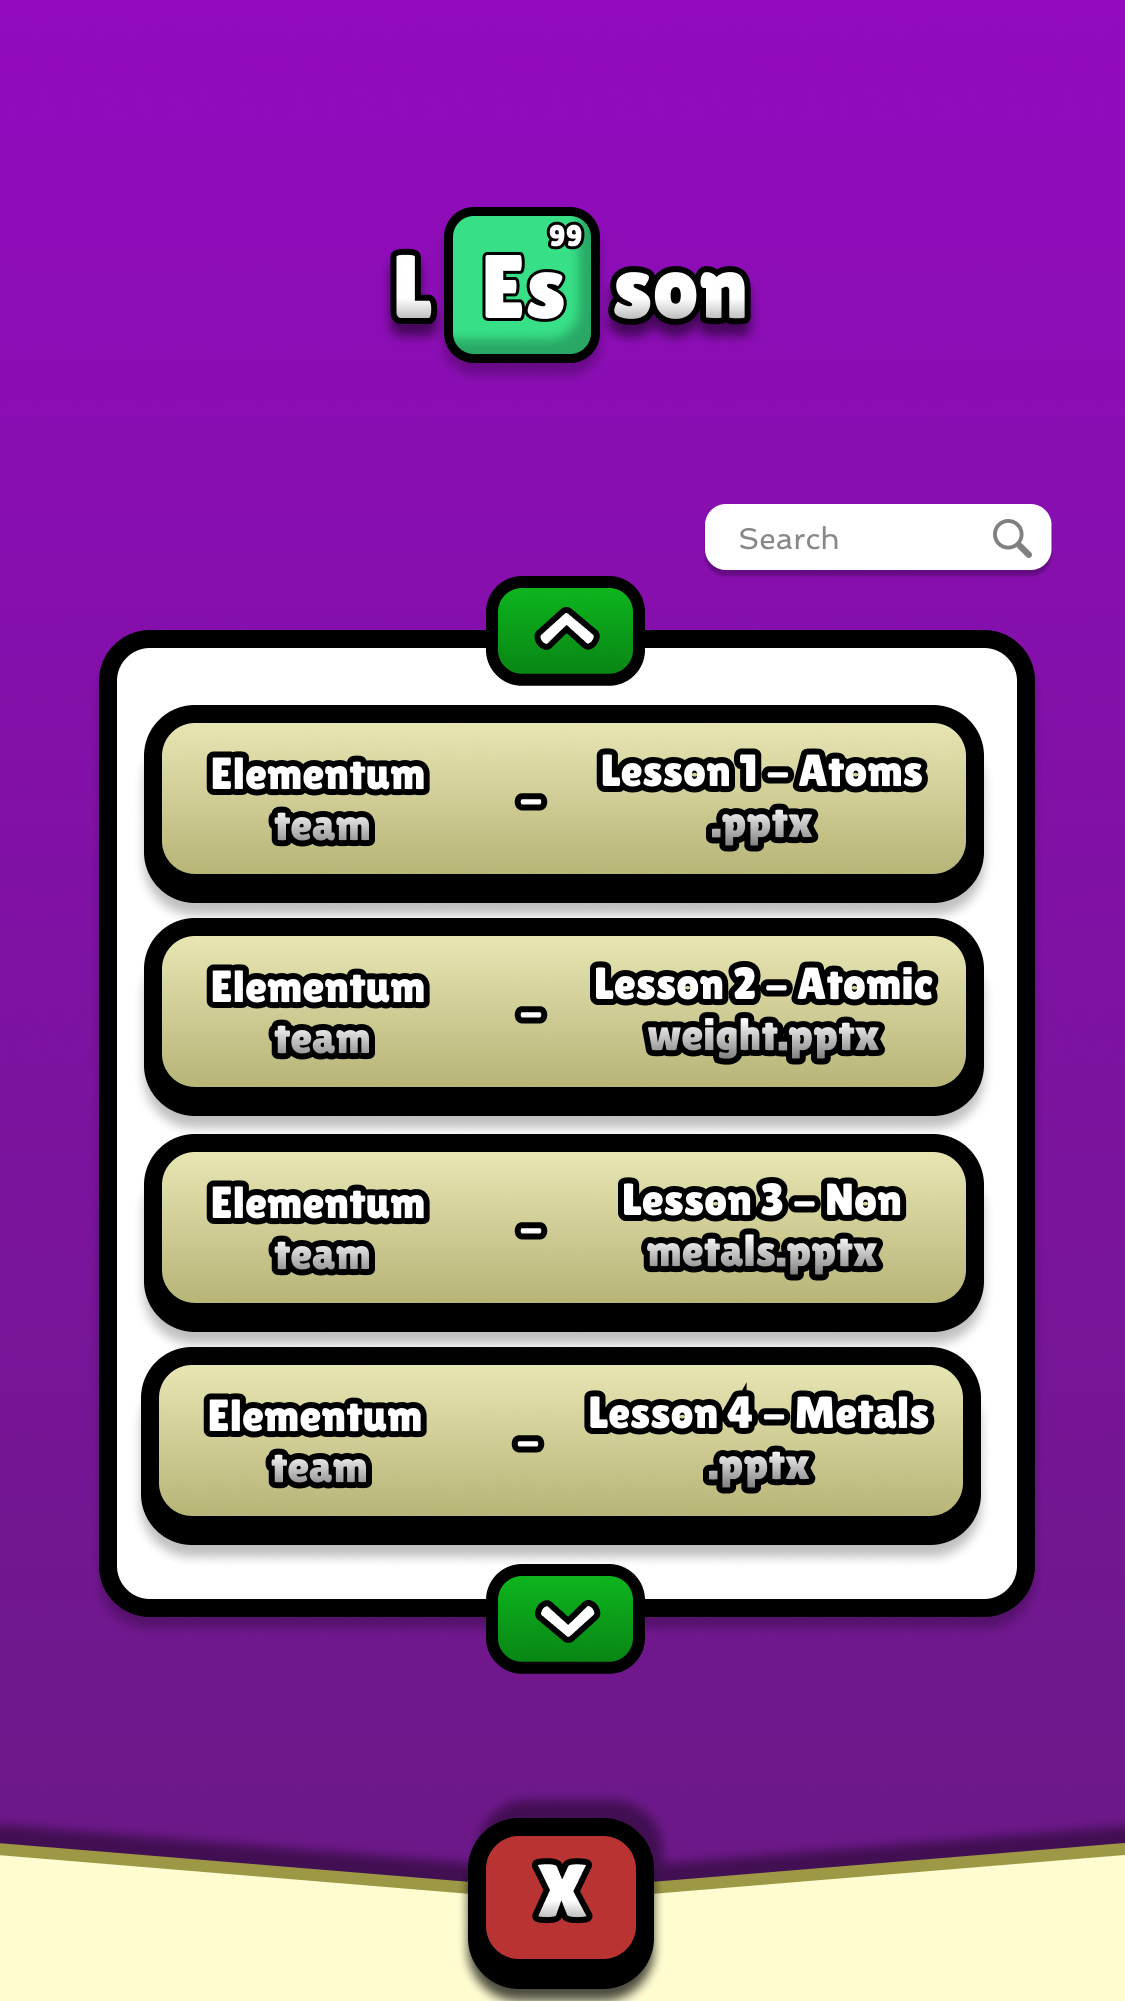 99
L Es son
Search
Elementum
team
-
Lesson 1 – Atoms
.pptx
Elementum
team
-
Lesson 2 – Atomic
weight.pptx
Elementum
team
-
Lesson 3 – Non
metals.pptx
Elementum
team
-
Lesson 4 – Metals
.pptx
X